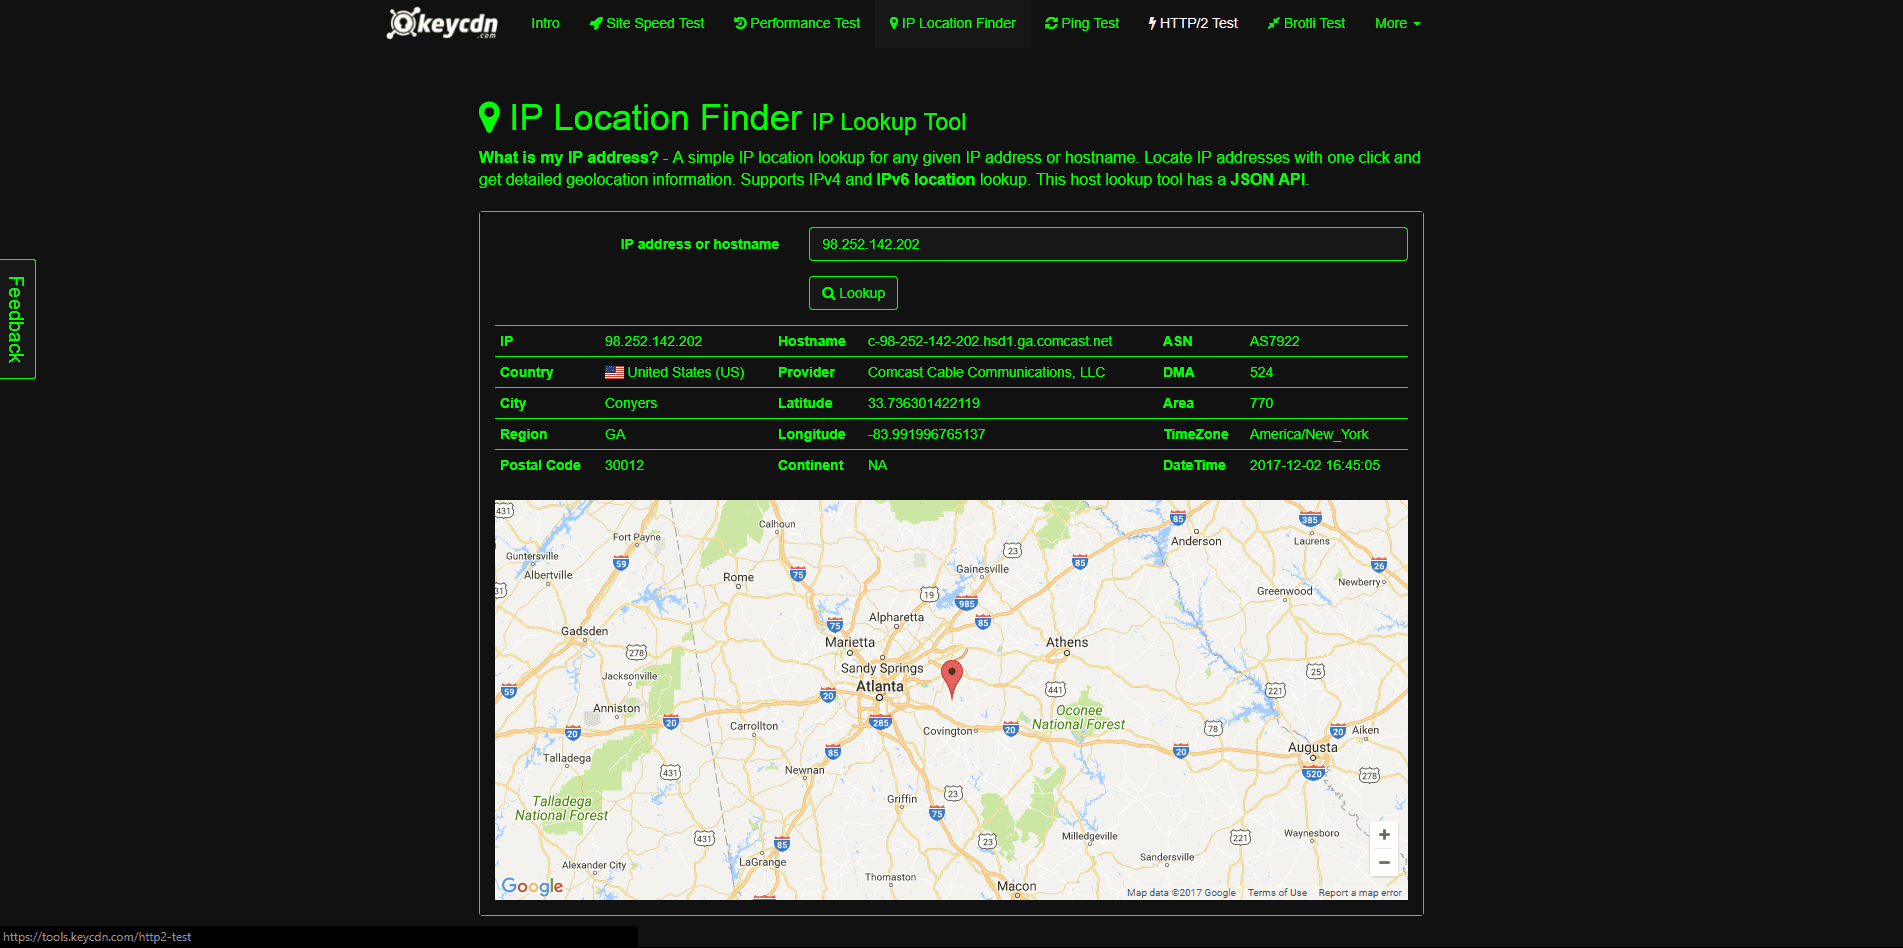 keycdn
.com
Intro
Site Speed Test
Performance Test
IP Location Finder
Ping Test
HTTP/2 Test
Brotli Test
More
IP Location Finder IP Lookup Tool
What is my IP address? - A simple IP location lookup for any given IP address or hostname. Locate IP addresses with one click and
get detailed geolocation information. Supports IPv4 and IPv6 location lookup. This host lookup tool has a JSON API.
Feedback
IP address or hostname 98.252.142.202
Lookup
IP 98.252.142.202 Hostname c-98-252-142-202.hsd1.ga.comcast.net ASN AS7922
Country United States (US) Provider Comcast Cable Communications, LLC DMA 524
City Conyers Latitude 33.736301422119 Area 770
Region GA Longitude -83.991996765137 TimeZone America/New_York
Postal Code 30012 Continent NA DateTime 2017-12-02 16:45:05
431
Calhoun
85
385
Fort Payne
Anderson
Laurens
Guntersville
59
23
85
26
Albertville
Rome
75
Gainesville
Newberry
31
19
985
Greenwood
Alpharetta
85
75
Gadsden
Marietta
Athens
278
Sandy Springs
25
Jacksonville
Atlanta
441
221
59
20
Anniston
20
285
Oconee
National Forest
Carrollton
Covington
20
78
20
Aiken
20
85
20
Augusta
Talladega
431
Newnan
520
278
Griffin
23
Talladega
National Forest
75
431
85
23
Milledgeville
221
Waynesboro
+
LaGrange
Sandersville
−
Alexander City
Thomaston
Macon
Google
Map data ©2017 Google
Terms of Use
Report a map error
https://tools.keycdn.com/http2-test